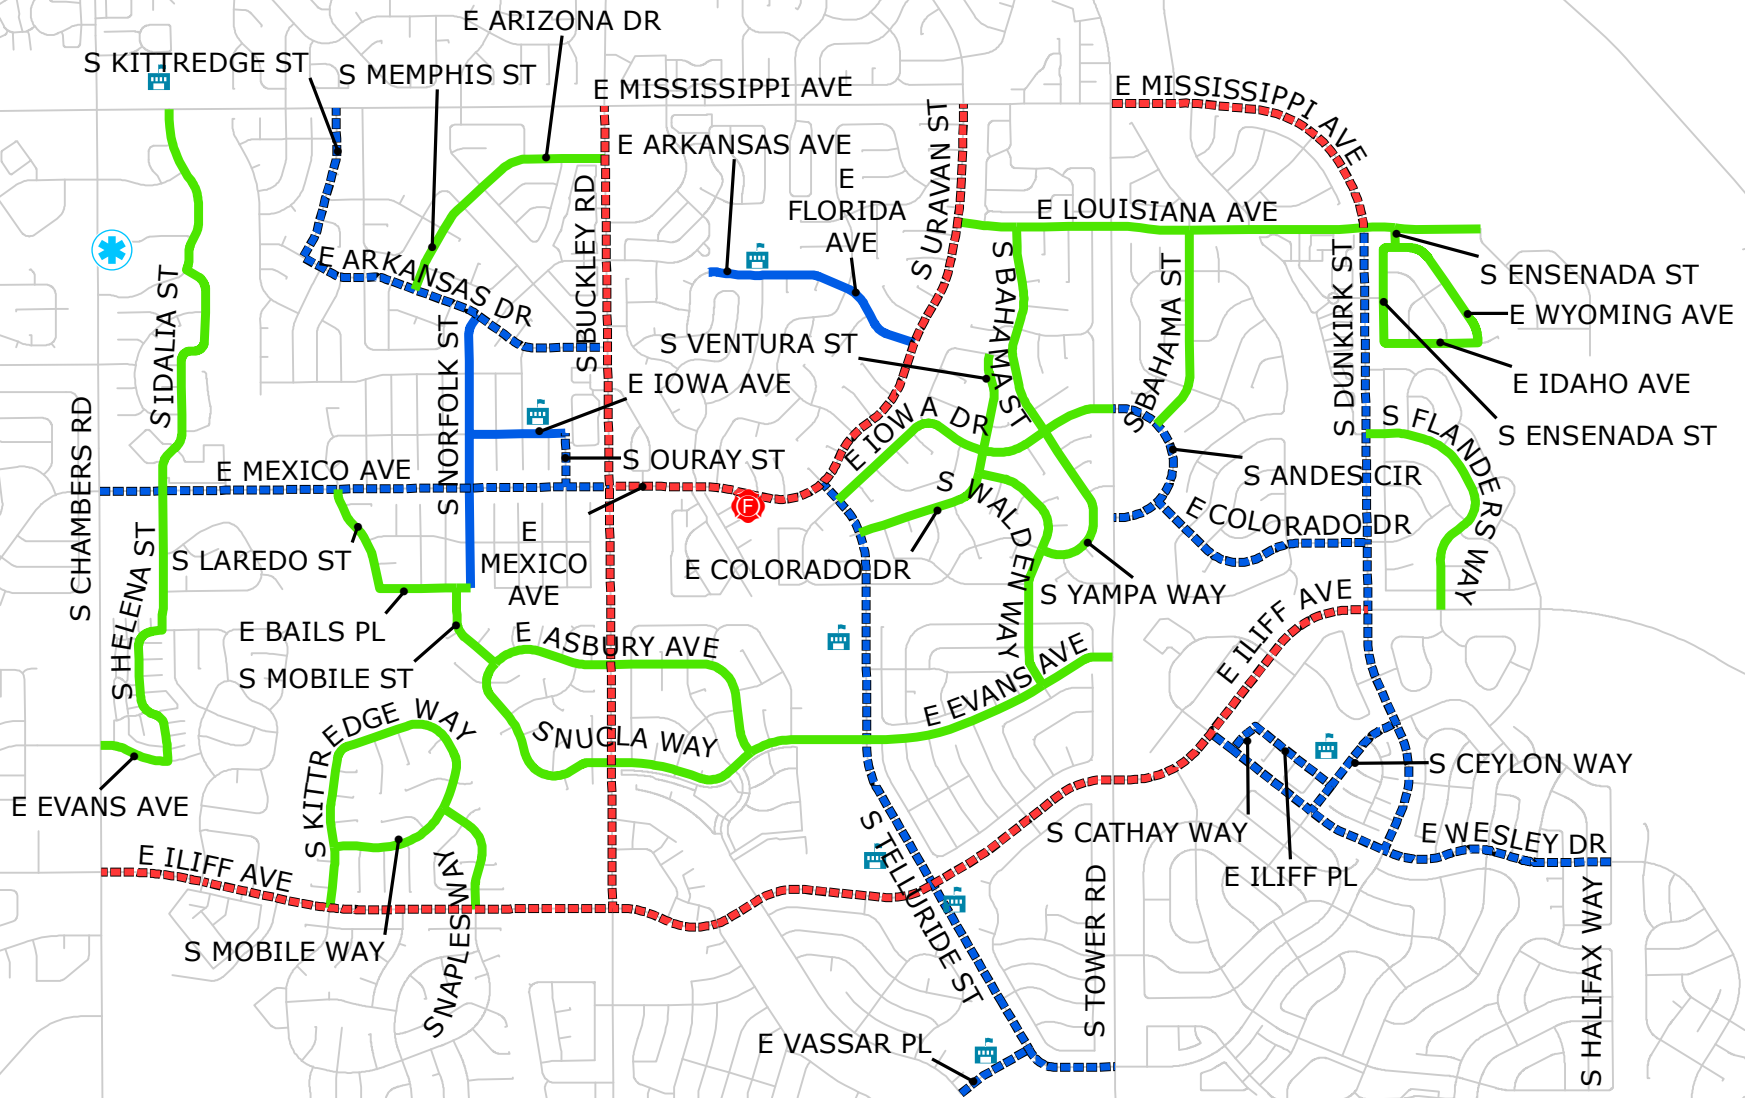 E ARIZONA DR
S KITTREDGE ST
S MEMPHIS ST
E MISSISSIPPI AVE
E MISSISSIPPI AVE
E ARKANSAS AVE
S URAVAN ST
E
FLORIDA
AVE
E LOUISIANA AVE
S BUCKLEY RD
E ARKANSAS DR
S IDALIA ST
S BAHAMA ST
S BAHAMA ST
S DUNKIRK ST
S ENSENADA ST
E WYOMING AVE
S VENTURA ST
E IDAHO AVE
E IOWA AVE
S NORFOLK ST
E IOWA DR
S FLANDERS WAY
S ENSENADA ST
S CHAMBERS RD
E MEXICO AVE
S OURAY ST
S ANDES CIR
F
S WALDEN WAY
E COLORADO DR
E
MEXICO
AVE
S LAREDO ST
E COLORADO DR
S YAMPA WAY
S HELENA ST
E BAILS PL
E ASBURY AVE
E ILIFF AVE
S MOBILE ST
E EVANS AVE
S KITTREDGE WAY
S NUCLA WAY
S CEYLON WAY
E EVANS AVE
S CATHAY WAY
E WESLEY DR
E ILIFF AVE
S TELLURIDE ST
E ILIFF PL
S MOBILE WAY
S NAPLES WAY
S TOWER RD
S HALIFAX WAY
E VASSAR PL